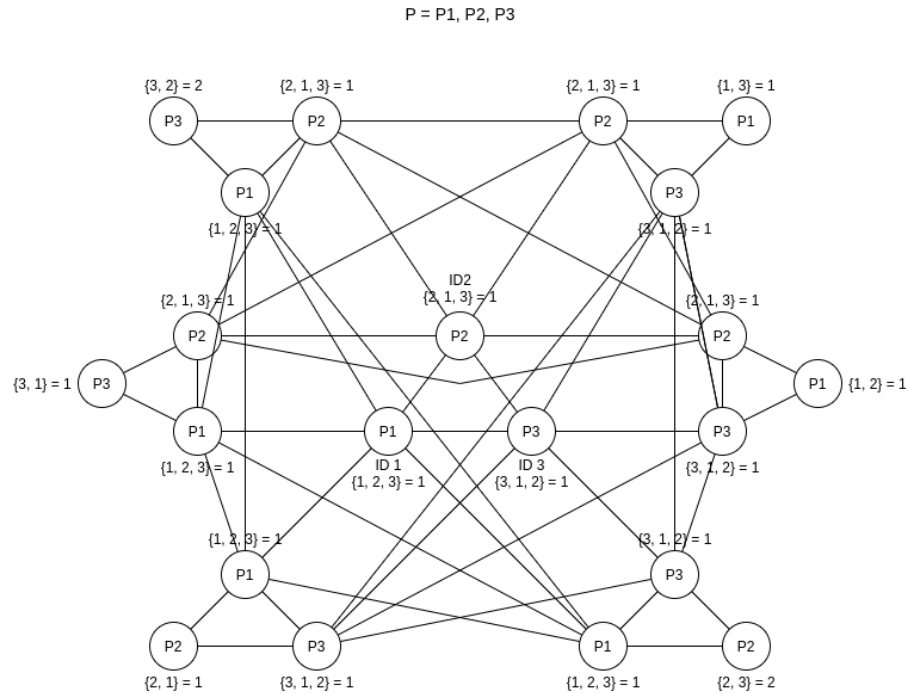 P = P1, P2, P3
{3, 2} = 2
{2, 1, 3} = 1
{2, 1, 3} = 1
{1, 3} = 1
P3
P2
P2
P1
P1
P3
{1, 2, 3} = 1
{3, 1, 2} = 1
ID2
{2, 1, 3} = 1
{2, 1, 3} = 1
{2, 1, 3} = 1
P2
P2
P2
{3, 1} = 1
P3
P1
{1, 2} = 1
P1
P1
P3
P3
{1, 2, 3} = 1
ID 1
{1, 2, 3} = 1
ID 3
{3, 1, 2} = 1
{3, 1, 2} = 1
{1, 2, 3} = 1
{3, 1, 2} = 1
P1
P3
P2
P3
P1
P2
{2, 1} = 1
{3, 1, 2} = 1
{1, 2, 3} = 1
{2, 3} = 2